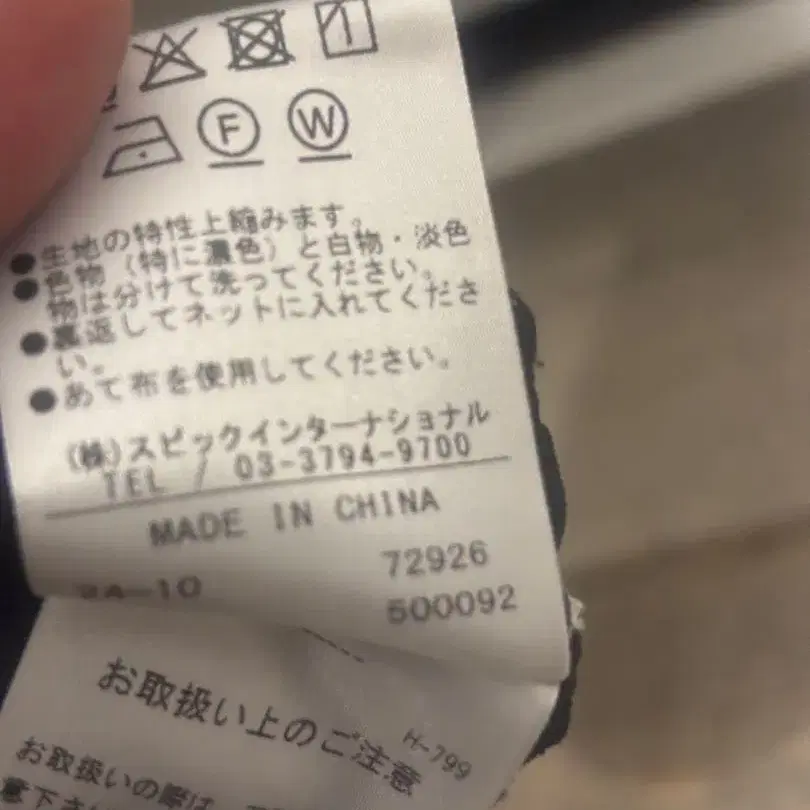 F W
●生地の特性上縮みます。
●色物（特に濃色）と白物・淡色
物は分けて洗ってください。
●裏返してネットに入れてくださ
い。
●あて布を使用してください。
(株)スピックインターナショナル
TEL / 03-3794-9700
MADE IN CHINA
72926
-10
500092
お取扱い上のご注意
H-799
お取扱いの際は